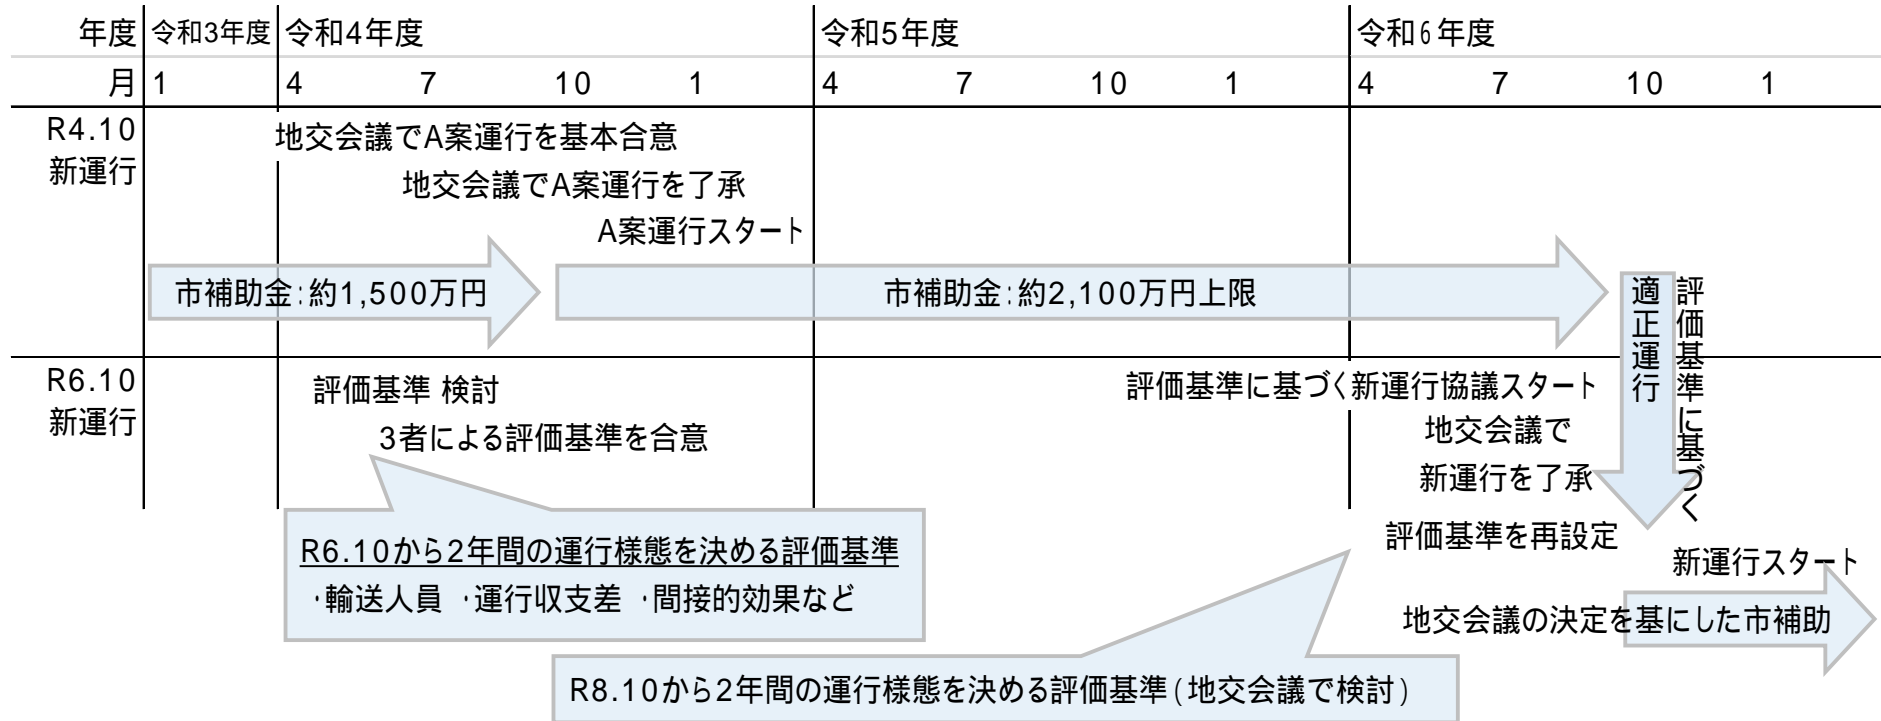 年度 令和3年度 令和4年度 令和5年度 令和6年度
月 1 4 7 10 1 4 7 10 1 4 7 10 1
R4.10
新運行
地交会議でA案運行を基本合意
地交会議でA案運行を了承
A案運行スタート
市補助金:約1,500万円
市補助金:約2,100万円上限
評価基準に基づく
適正運行
R6.10
新運行
評価基準 検討
3者による評価基準を合意
評価基準に基づく新運行協議スタート
地交会議で
新運行を了承
R6.10から2年間の運行様態を決める評価基準
・輸送人員 ・運行収支差 ・間接的効果など
評価基準を再設定
新運行スタート
地交会議の決定を基にした市補助
R8.10から2年間の運行様態を決める評価基準(地交会議で検討)